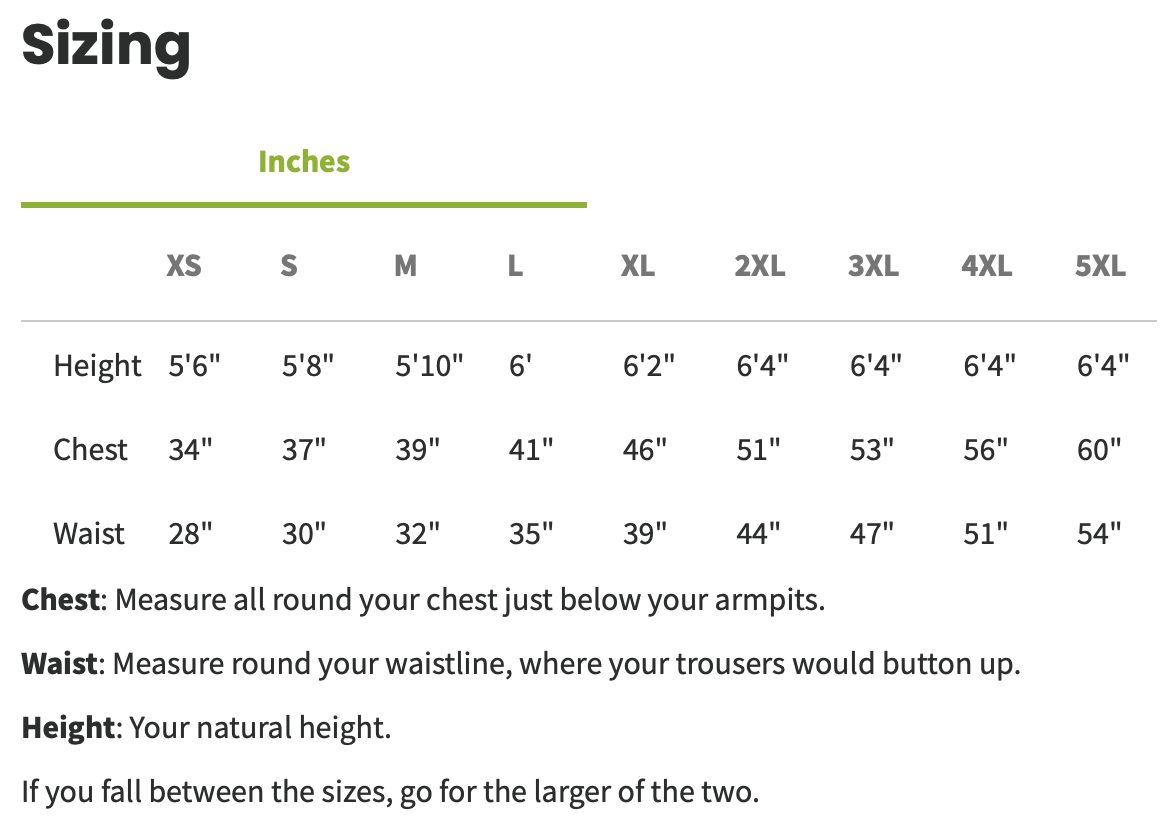 Sizing
Inches
XS S M L XL 2XL 3XL 4XL 5XL
Height 5'6" 5'8" 5'10" 6' 6'2" 6'4" 6'4" 6'4" 6'4"
Chest 34" 37" 39" 41" 46" 51" 53" 56" 60"
Waist 28" 30" 32" 35" 39" 44" 47" 51" 54"
Chest: Measure all round your chest just below your armpits.
Waist: Measure round your waistline, where your trousers would button up.
Height: Your natural height.
If you fall between the sizes, go for the larger of the two.